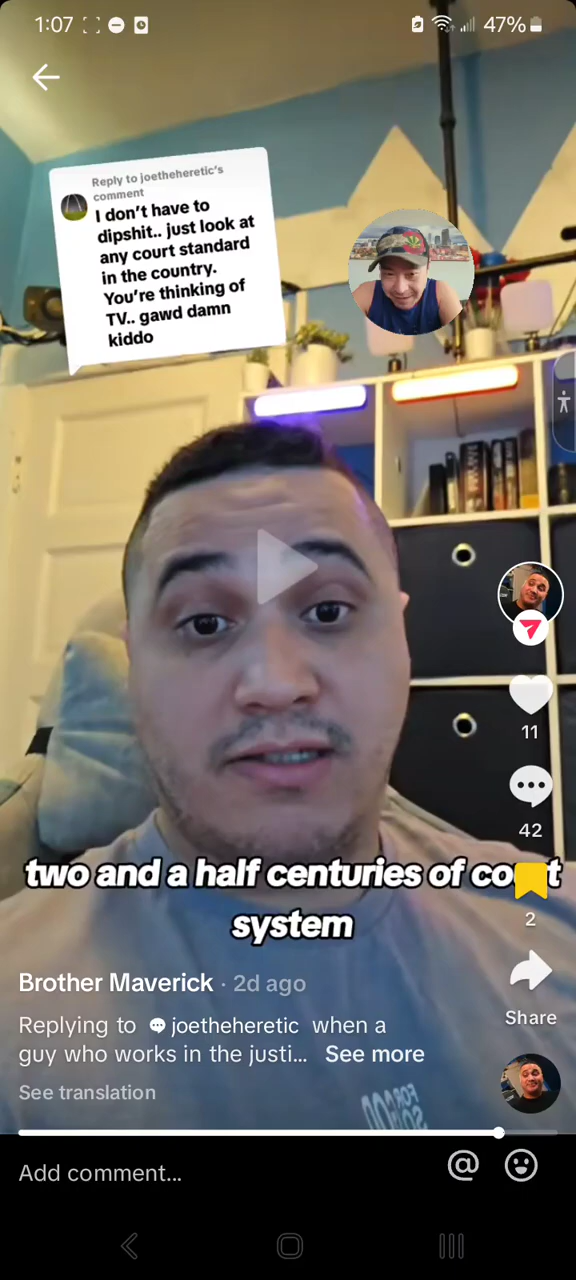 1:07
47%
Reply to joetheheretic's
comment
I don't have to
dipshit.. just look at
any court standard
in the country.
You're thinking of
TV.. gawd damn
kiddo
11
42
two and a half centuries of co t
system
2
Brother Maverick · 2d ago
Replying to joetheheretic when a
guy who works in the justi... See more
Share
See translation
Add comment...
@